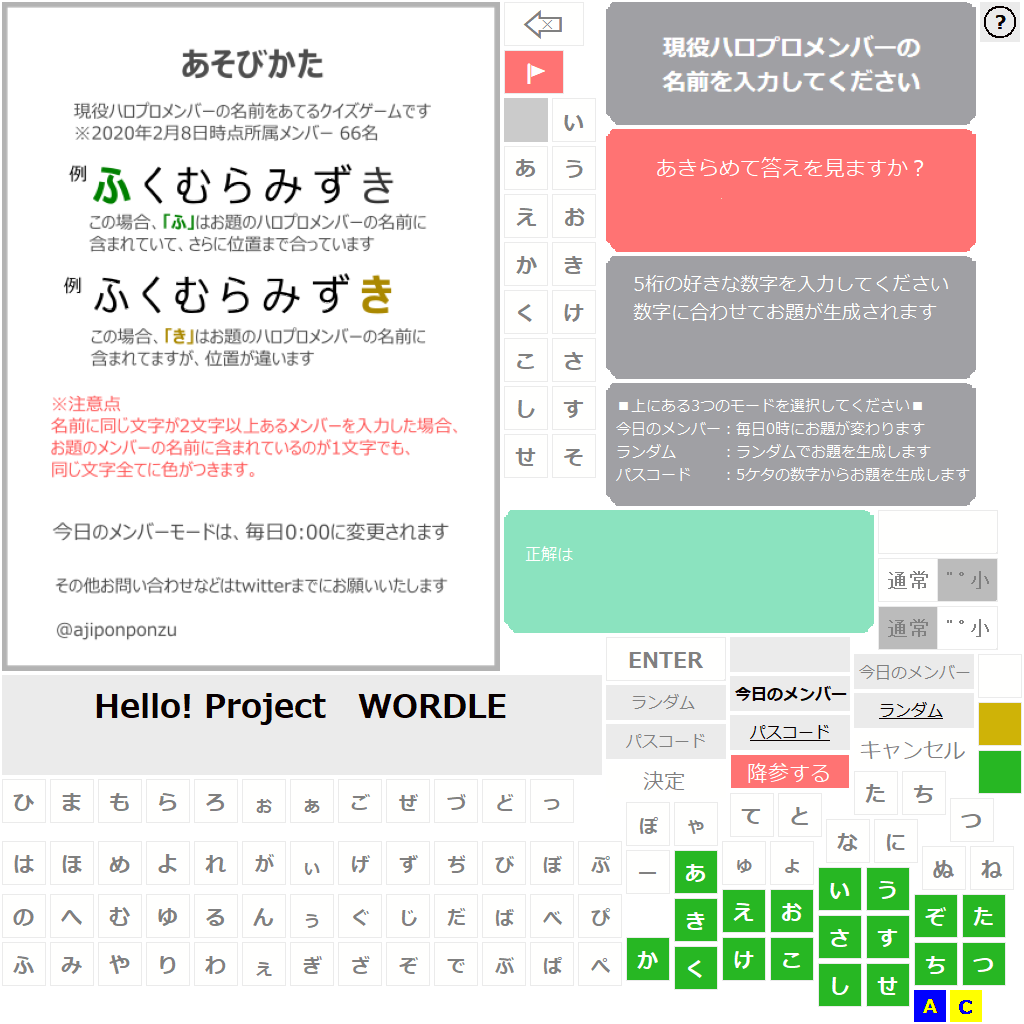 あそびかた
現役ハロプロメンバーの名前をあてるクイズゲームです
※2020年2月8日時点所属メンバー 66名
例 ふくむらみずき
この場合、「ふ」はお題のハロプロメンバーの名前に
含まれていて、さらに位置まで合っています
例 ふくむらみずき
この場合、「き」はお題のハロプロメンバーの名前に
含まれてますが、位置が違います
※注意点
名前に同じ文字が2文字以上あるメンバーを入力した場合、
お題のメンバーの名前に含まれているのが1文字でも、
同じ文字全てに色がつきます。
今日のメンバーモードは、毎日0:00に変更されます
その他お問い合わせなどはtwitterまでにお願いいたします
@ajiponponzu
い
あ う
え お
か き
く け
こ さ
し す
せ そ
現役ハロプロメンバーの
名前を入力してください
?
あきらめて答えを見ますか？
5桁の好きな数字を入力してください
数字に合わせてお題が生成されます
■上にある3つのモードを選択してください■
今日のメンバー：毎日0時にお題が変わります
ランダム　　　：ランダムでお題を生成します
パスコード　　：5ケタの数字からお題を生成します
正解は
通常 ゛゜小
通常 ゛゜小
Hello! Project　WORDLE
ENTER
ランダム
パスコード
決定
今日のメンバー
パスコード
降参する
今日のメンバー
ランダム
キャンセル
ひ ま も ら ろ ぉ ぁ ご ぜ づ ど っ
は ほ め よ れ が ぃ げ ず ぢ び ぼ ぷ
の へ む ゆ る ん ぅ ぐ じ だ ば べ ぴ
ふ み や り わ ぇ ぎ ざ ぞ で ぶ ぱ ぺ
ぽ ゃ
て と
た ち
つ
ー あ
ゅ ょ
な に
ぬ ね
き
え お
い う
ぞ た
か く
け こ
さ す
ち つ
し せ
A C